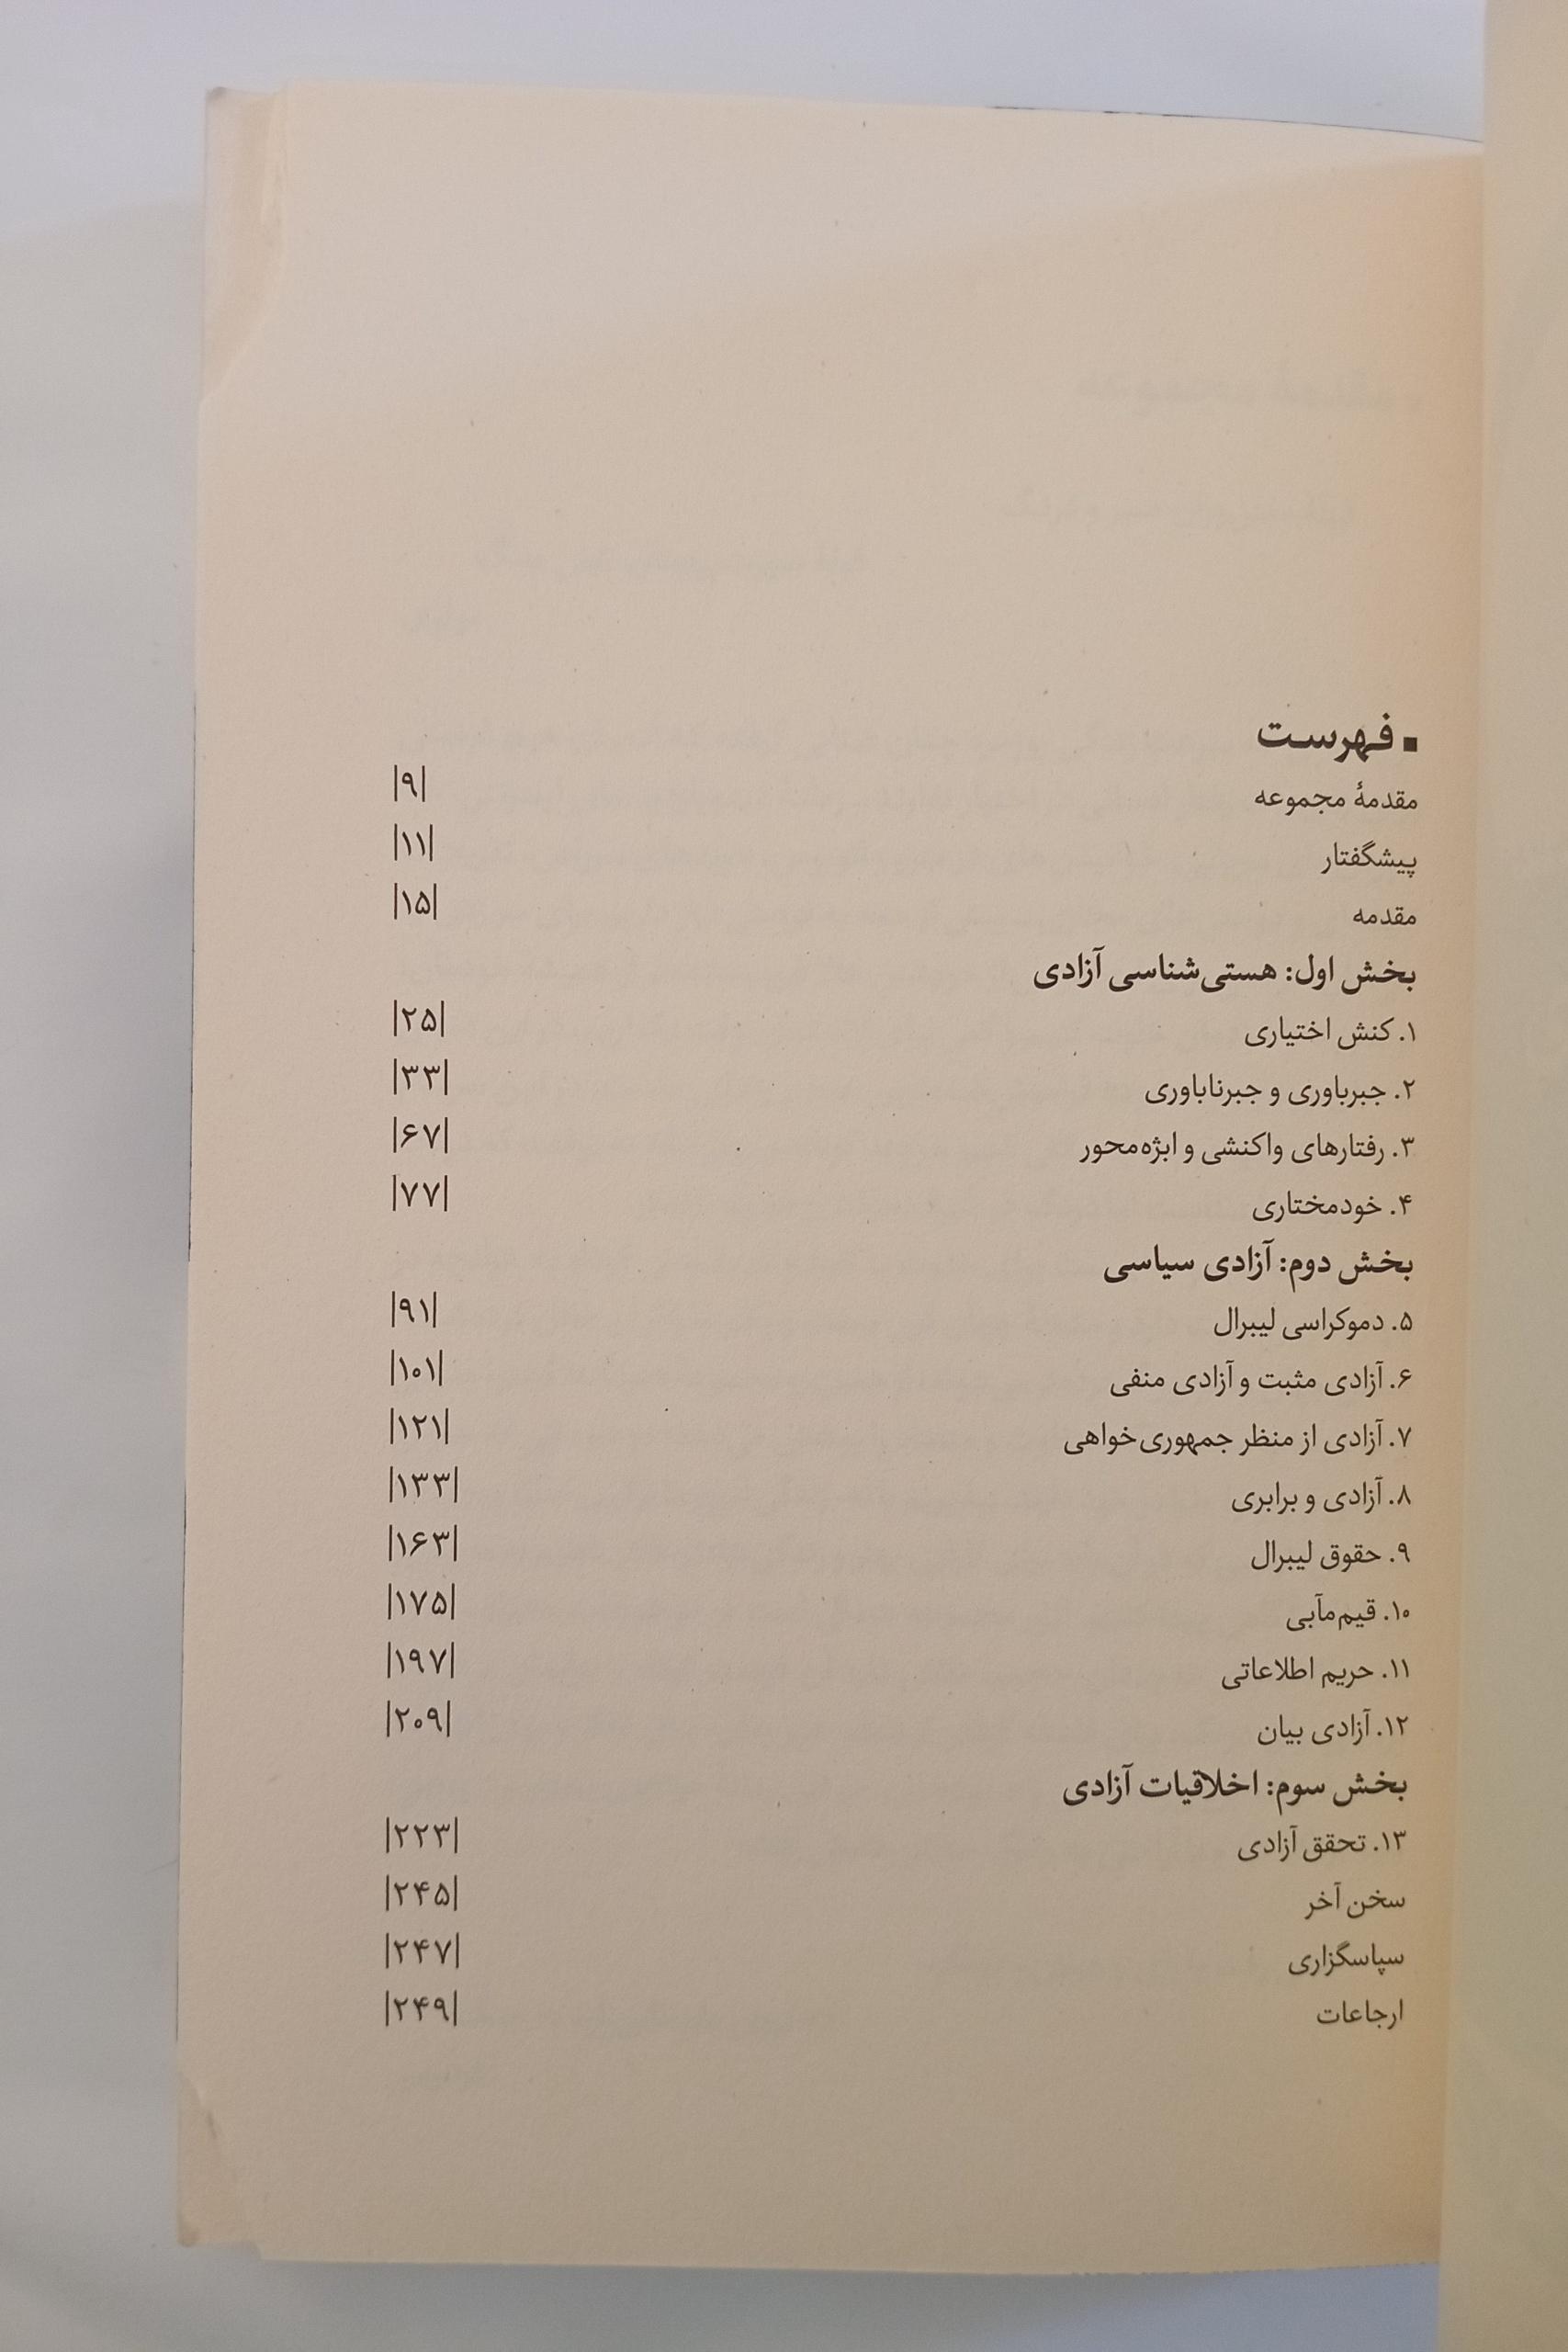 ▪ فهرست
مقدمهٔ مجموعه |۹|
پیشگفتار |۱۱|
مقدمه |۱۵|
بخش اول: هستی‌شناسی آزادی
۱. کنش اختیاری |۲۵|
۲. جبرباوری و جبرناباوری |۳۳|
۳. رفتارهای واکنشی و ابژه‌محور |۶۷|
۴. خودمختاری |۷۷|
بخش دوم: آزادی سیاسی
۵. دموکراسی لیبرال |۹۱|
۶. آزادی مثبت و آزادی منفی |۱۰۱|
۷. آزادی از منظر جمهوری‌خواهی |۱۲۱|
۸. آزادی و برابری |۱۳۳|
۹. حقوق لیبرال |۱۶۳|
۱۰. قیم‌مآبی |۱۷۵|
۱۱. حریم اطلاعاتی |۱۹۷|
۱۲. آزادی بیان |۲۰۹|
بخش سوم: اخلاقیات آزادی
۱۳. تحقق آزادی |۲۲۳|
سخن آخر |۲۴۵|
سپاسگزاری |۲۴۷|
ارجاعات |۲۴۹|